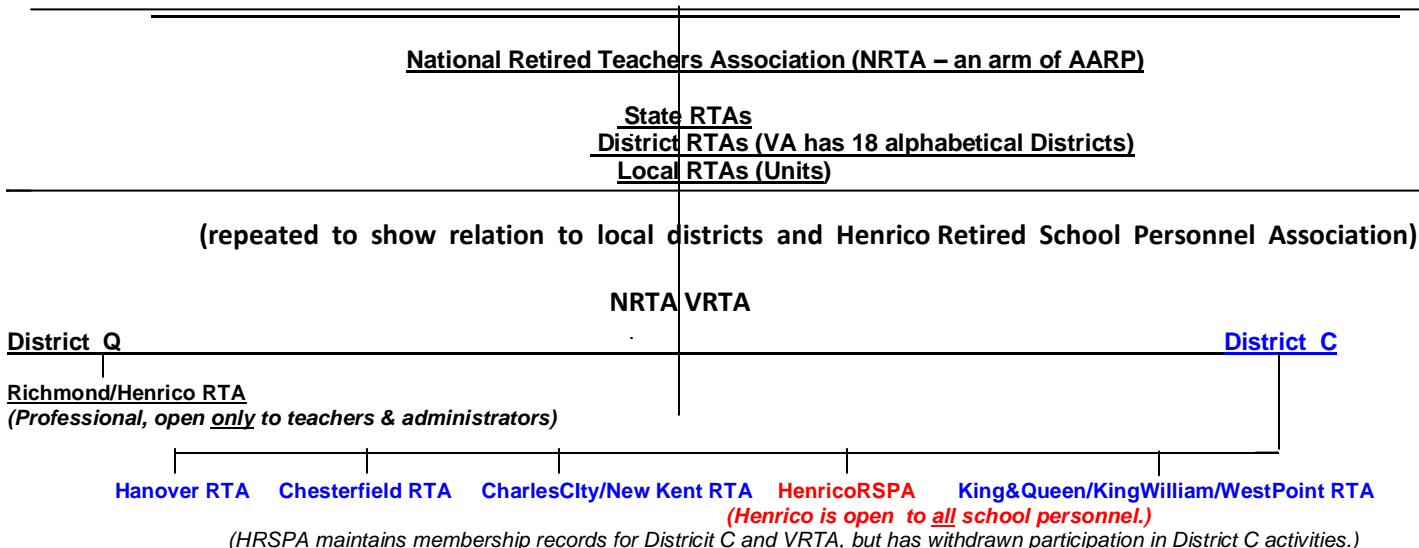 National Retired Teachers Association (NRTA – an arm of AARP)
State RTAs
District RTAs (VA has 18 alphabetical Districts)
Local RTAs (Units)
(repeated to show relation to local districts and Henrico Retired School Personnel Association)
NRTA VRTA
District Q District C
Richmond/Henrico RTA
(Professional, open only to teachers & administrators)
Hanover RTA Chesterfield RTA CharlesCIty/New Kent RTA HenricoRSPA King&Queen/KingWilliam/WestPoint RTA
(Henrico is open to all school personnel.)
(HRSPA maintains membership records for Districit C and VRTA, but has withdrawn participation in District C activities.)